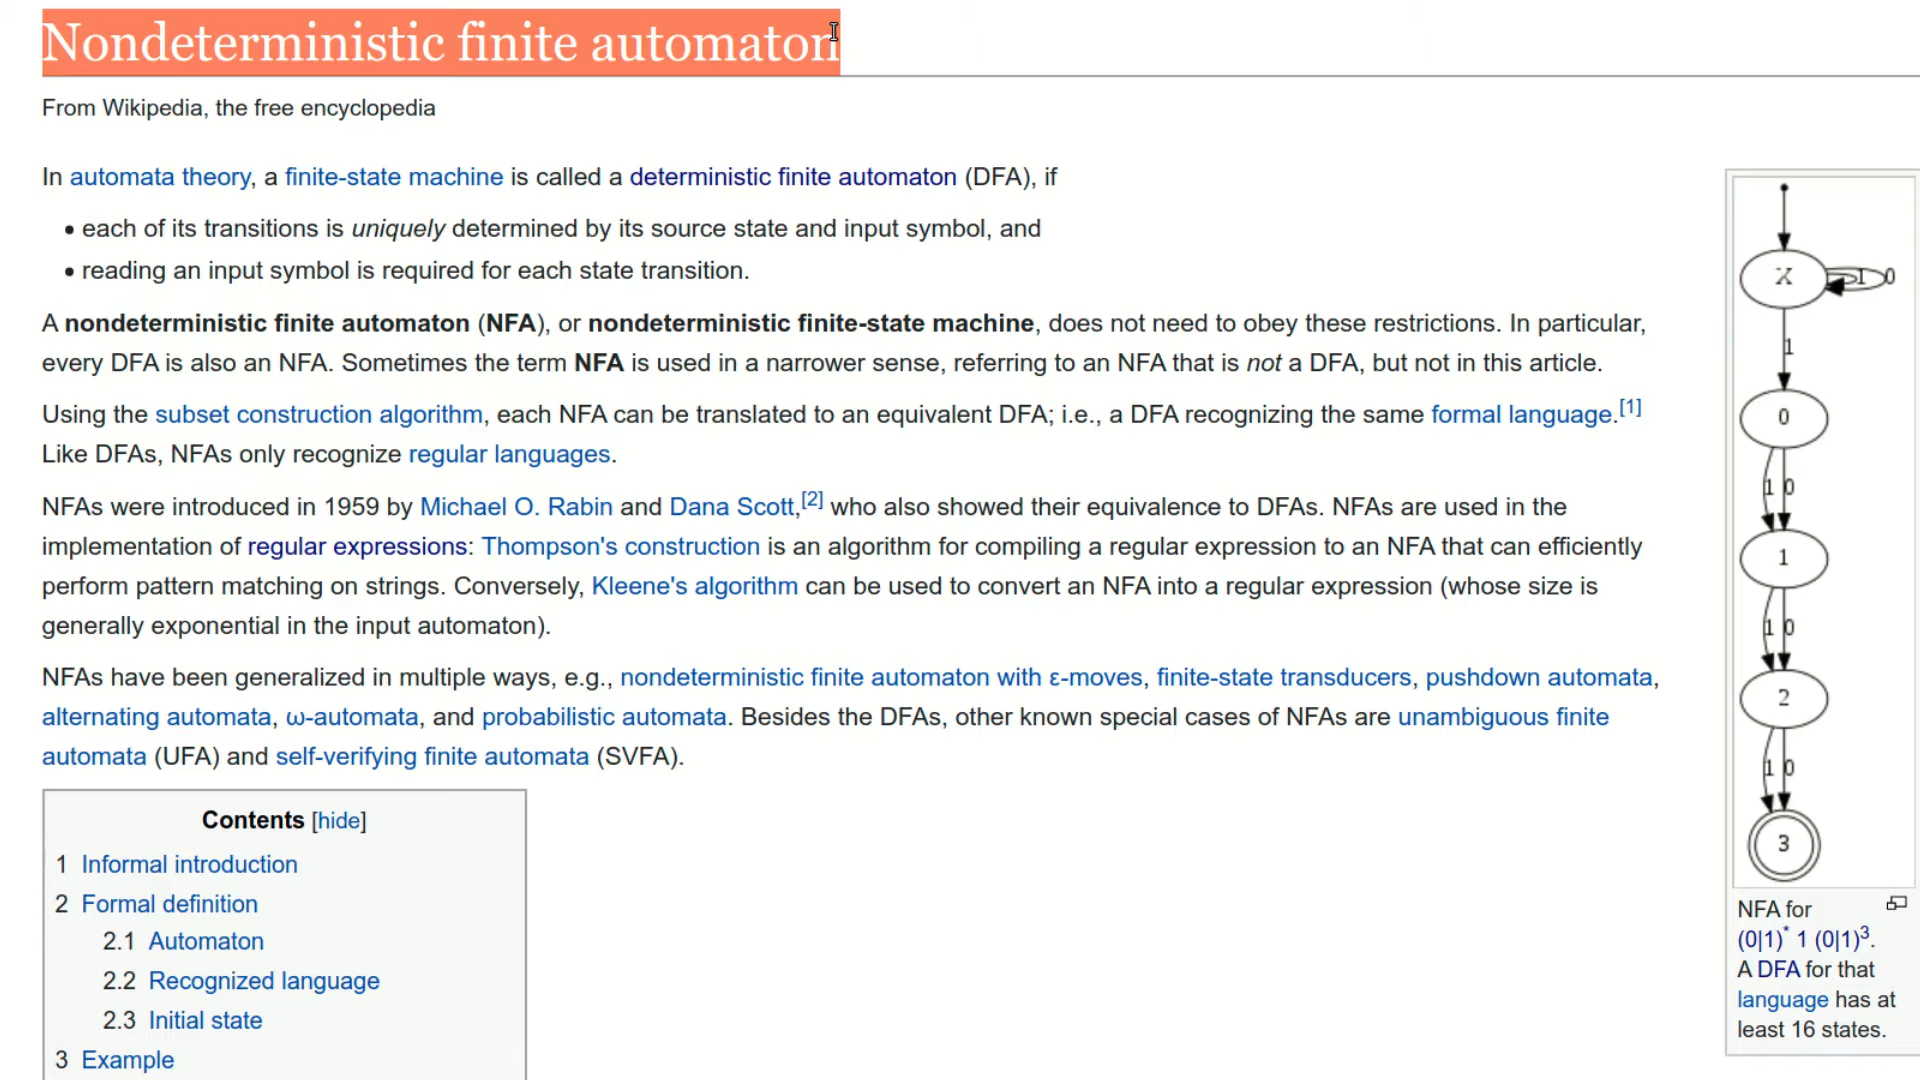 Nondeterministic finite automaton
From Wikipedia, the free encyclopedia
In automata theory, a finite-state machine is called a deterministic finite automaton (DFA), if
• each of its transitions is uniquely determined by its source state and input symbol, and
• reading an input symbol is required for each state transition.
A nondeterministic finite automaton (NFA), or nondeterministic finite-state machine, does not need to obey these restrictions. In particular,
every DFA is also an NFA. Sometimes the term NFA is used in a narrower sense, referring to an NFA that is not a DFA, but not in this article.
Using the subset construction algorithm, each NFA can be translated to an equivalent DFA; i.e., a DFA recognizing the same formal language.[1]
Like DFAs, NFAs only recognize regular languages.
NFAs were introduced in 1959 by Michael O. Rabin and Dana Scott,[2] who also showed their equivalence to DFAs. NFAs are used in the
implementation of regular expressions: Thompson's construction is an algorithm for compiling a regular expression to an NFA that can efficiently
perform pattern matching on strings. Conversely, Kleene's algorithm can be used to convert an NFA into a regular expression (whose size is
generally exponential in the input automaton).
NFAs have been generalized in multiple ways, e.g., nondeterministic finite automaton with ε-moves, finite-state transducers, pushdown automata,
alternating automata, ω-automata, and probabilistic automata. Besides the DFAs, other known special cases of NFAs are unambiguous finite
automata (UFA) and self-verifying finite automata (SVFA).
Contents [hide]
1 Informal introduction
2 Formal definition
2.1 Automaton
2.2 Recognized language
2.3 Initial state
3 Example
X 1 0
1
0
1 0
1
1 0
2
1 0
3
NFA for
(0|1)* 1 (0|1)3.
A DFA for that
language has at
least 16 states.